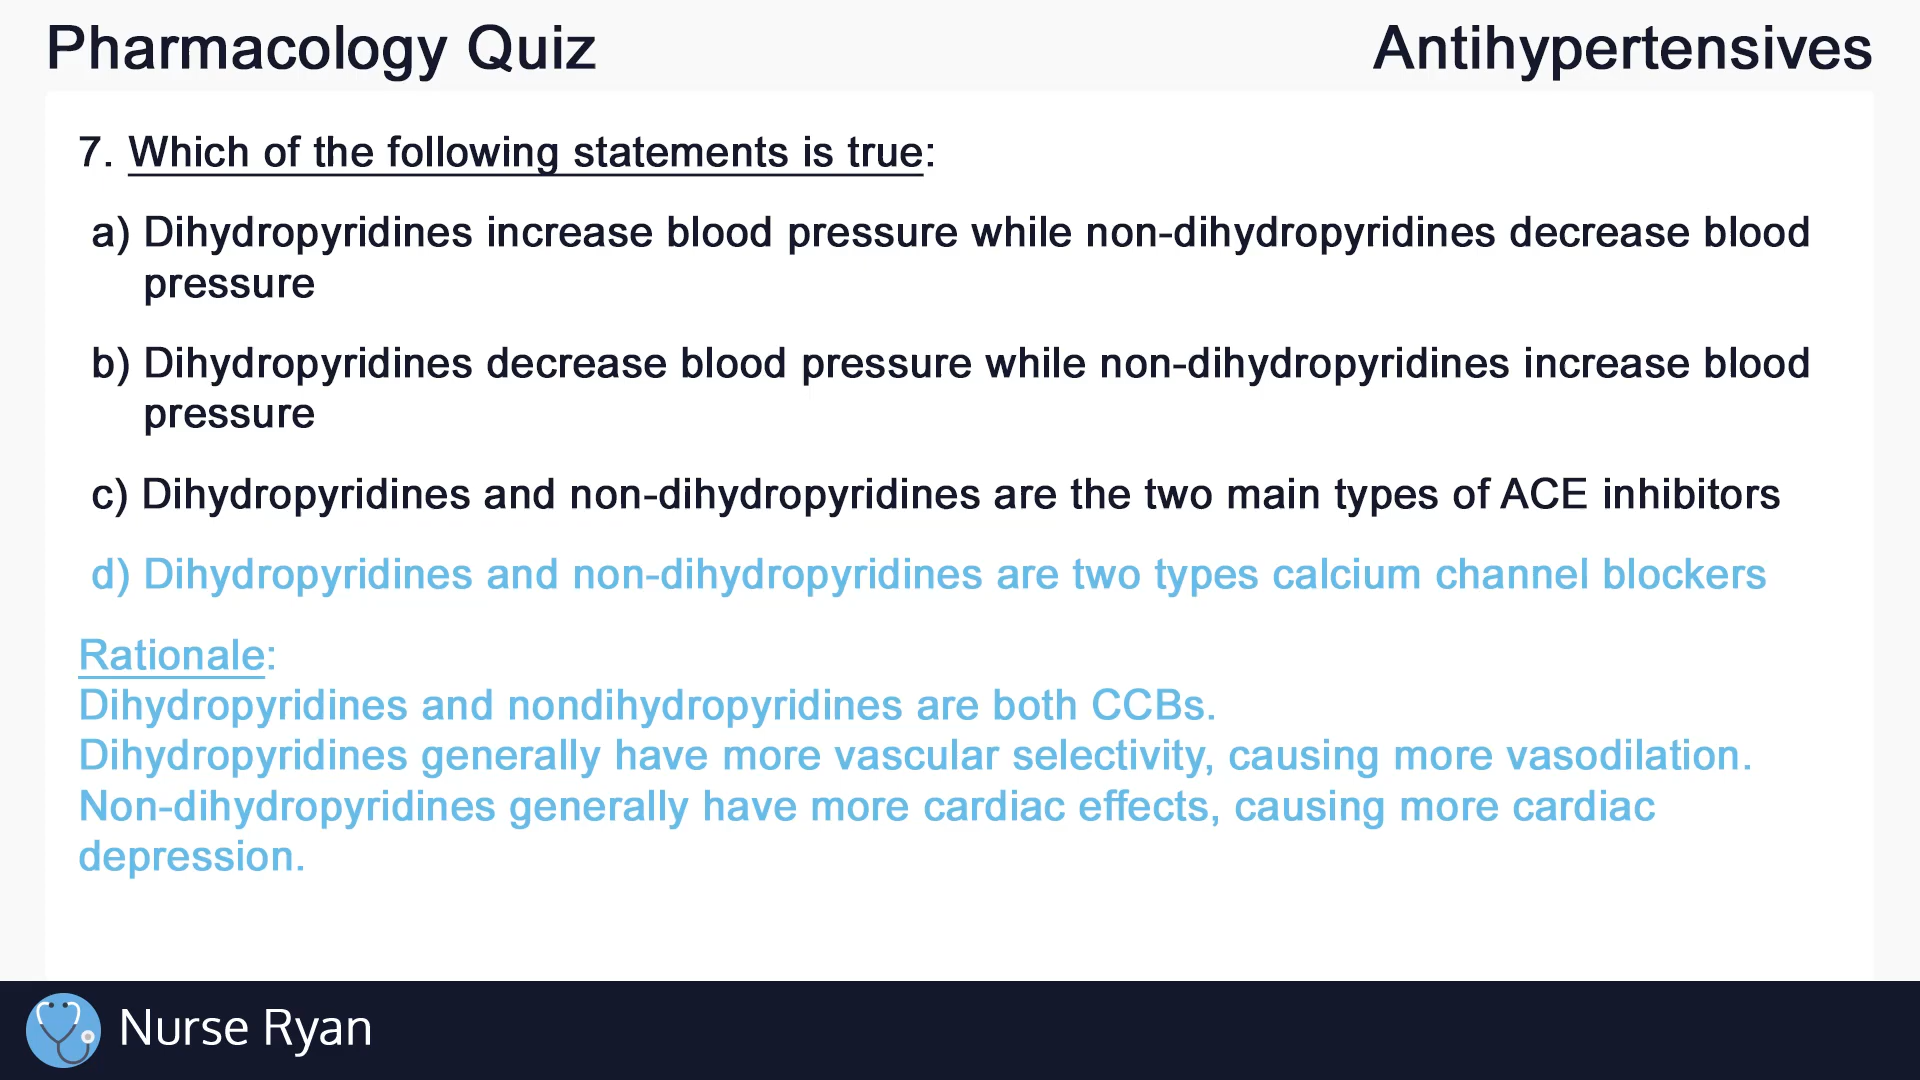 Pharmacology Quiz
Antihypertensives
7. Which of the following statements is true:
a) Dihydropyridines increase blood pressure while non-dihydropyridines decrease blood
pressure
b) Dihydropyridines decrease blood pressure while non-dihydropyridines increase blood
pressure
c) Dihydropyridines and non-dihydropyridines are the two main types of ACE inhibitors
d) Dihydropyridines and non-dihydropyridines are two types calcium channel blockers
Rationale:
Dihydropyridines and nondihydropyridines are both CCBs.
Dihydropyridines generally have more vascular selectivity, causing more vasodilation.
Non-dihydropyridines generally have more cardiac effects, causing more cardiac
depression.
Nurse Ryan